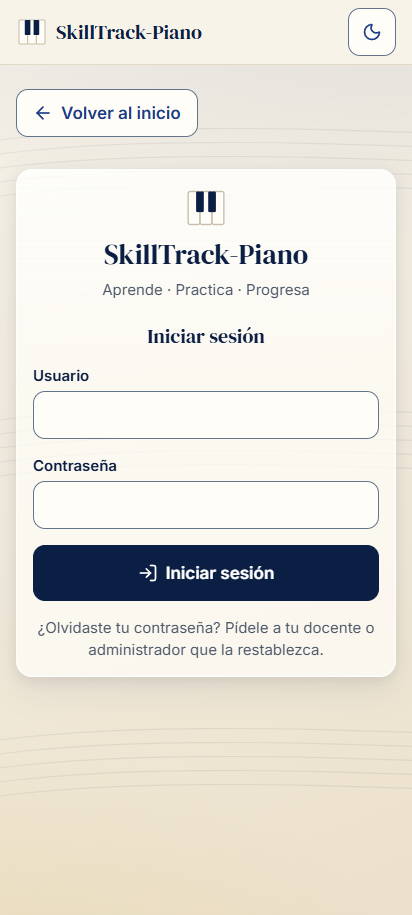 SkillTrack-Piano
Volver al inicio
SkillTrack-Piano
Aprende · Practica · Progresa
Iniciar sesión
Usuario
Contraseña
Iniciar sesión
¿Olvidaste tu contraseña? Pídele a tu docente o
administrador que la restablezca.